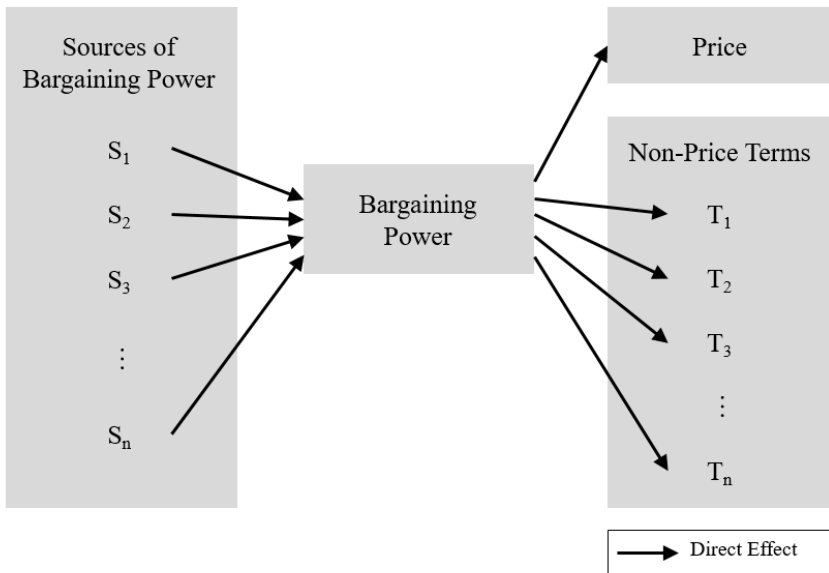 Sources of
Bargaining Power
S₁
S₂
S₃
⋮
Sₙ
Bargaining
Power
Price
Non-Price Terms
T₁
T₂
T₃
⋮
Tₙ
Direct Effect